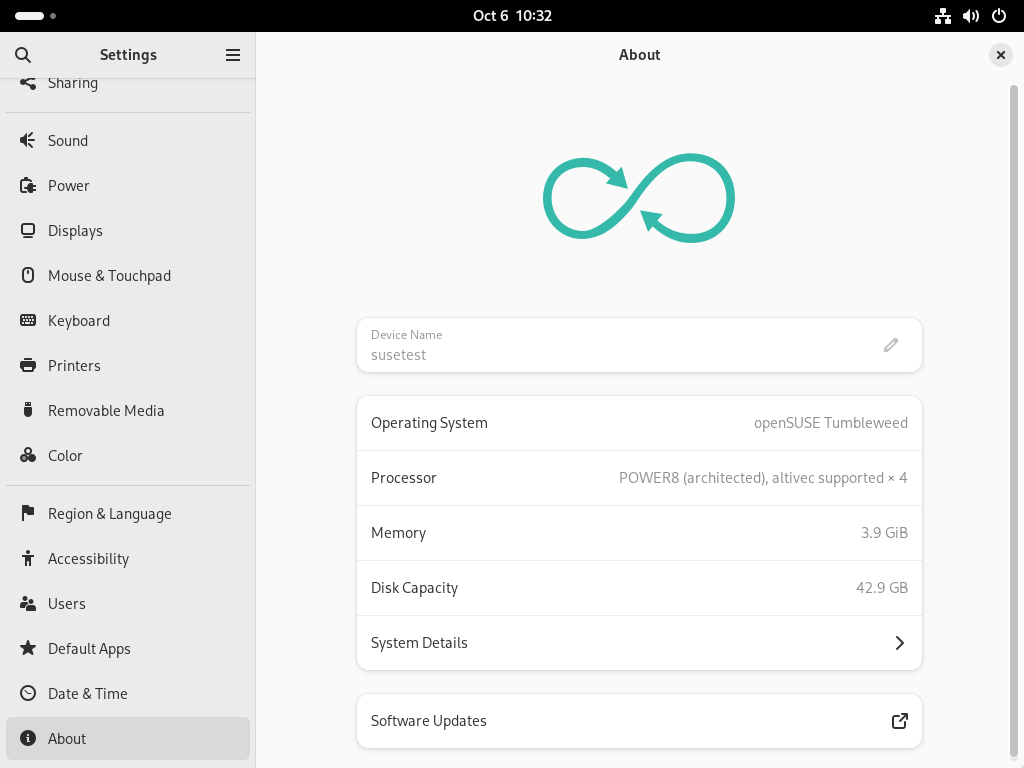 Oct 6 10:32
Settings
About
Sharing
Sound
Power
Displays
Mouse & Touchpad
Keyboard
Printers
Removable Media
Color
Region & Language
Accessibility
Users
Default Apps
Date & Time
About
Device Name
susetest
Operating System openSUSE Tumbleweed
Processor POWER8 (architected), altivec supported × 4
Memory 3.9 GiB
Disk Capacity 42.9 GB
System Details
Software Updates